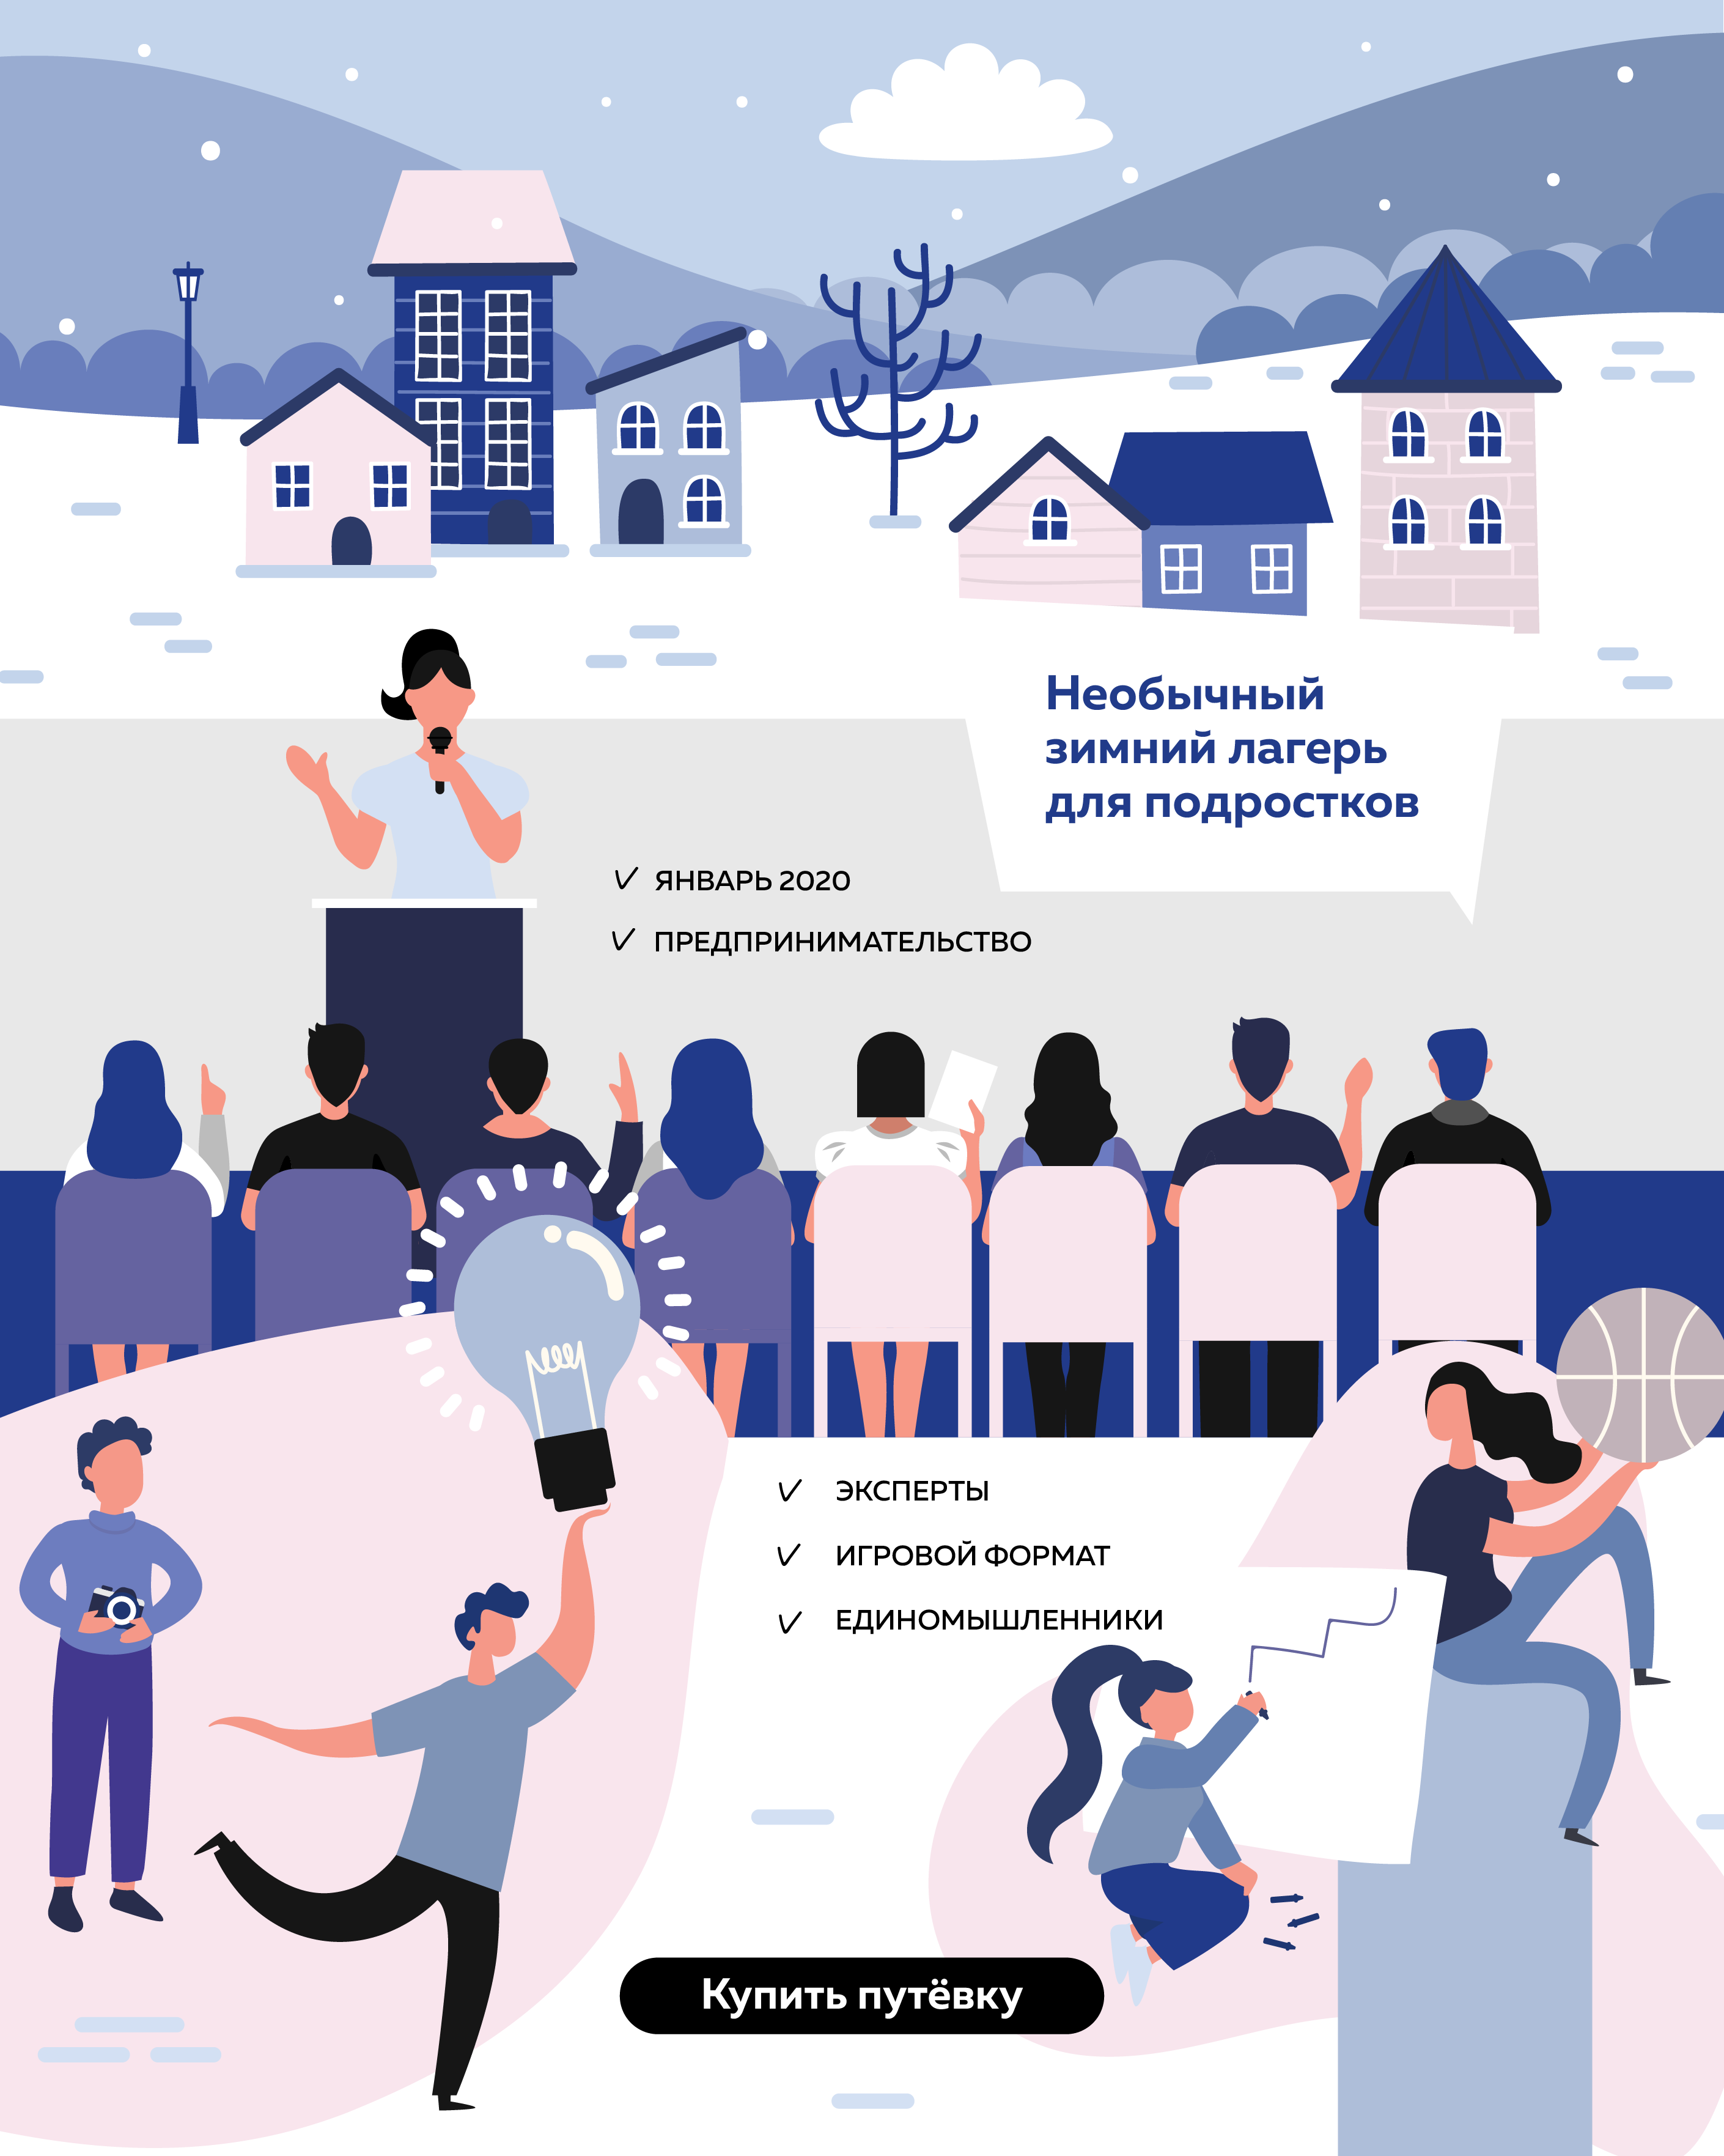 Необычный
зимний лагерь
для подростков
ЯНВАРЬ 2020
ПРЕДПРИНИМАТЕЛЬСТВО
ЭКСПЕРТЫ
ИГРОВОЙ ФОРМАТ
ЕДИНОМЫШЛЕННИКИ
Купить путёвку